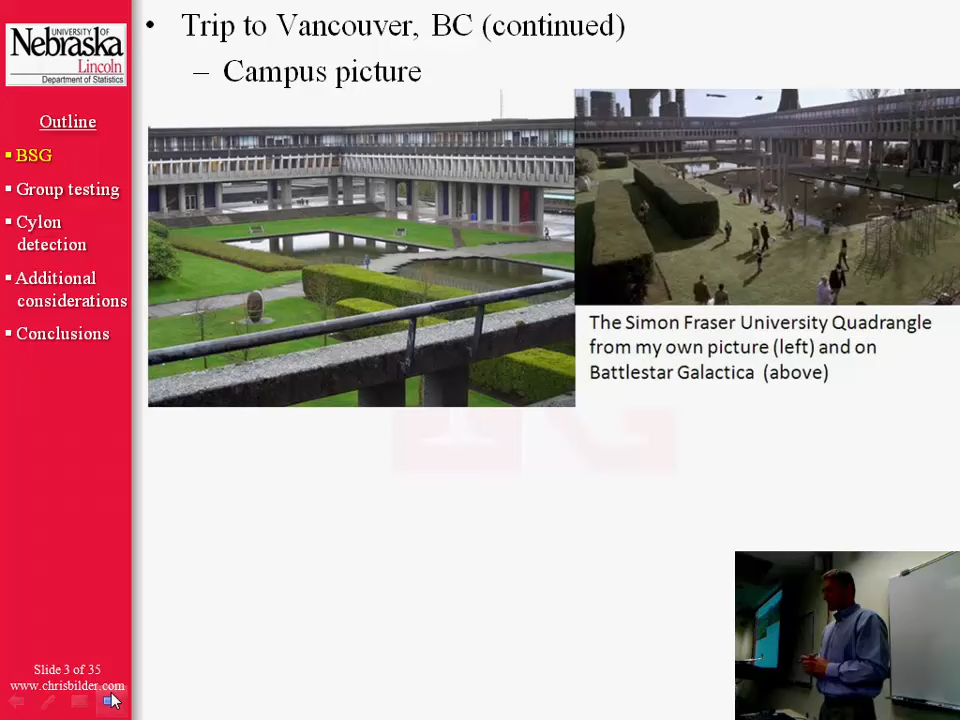 UNIVERSITY OF
Nebraska
Lincoln
Department of Statistics
Outline
▪ BSG
▪ Group testing
▪ Cylon
detection
▪ Additional
considerations
▪ Conclusions
Slide 3 of 35
www.chrisbilder.com
• Trip to Vancouver, BC (continued)
– Campus picture
The Simon Fraser University Quadrangle
from my own picture (left) and on
Battlestar Galactica (above)